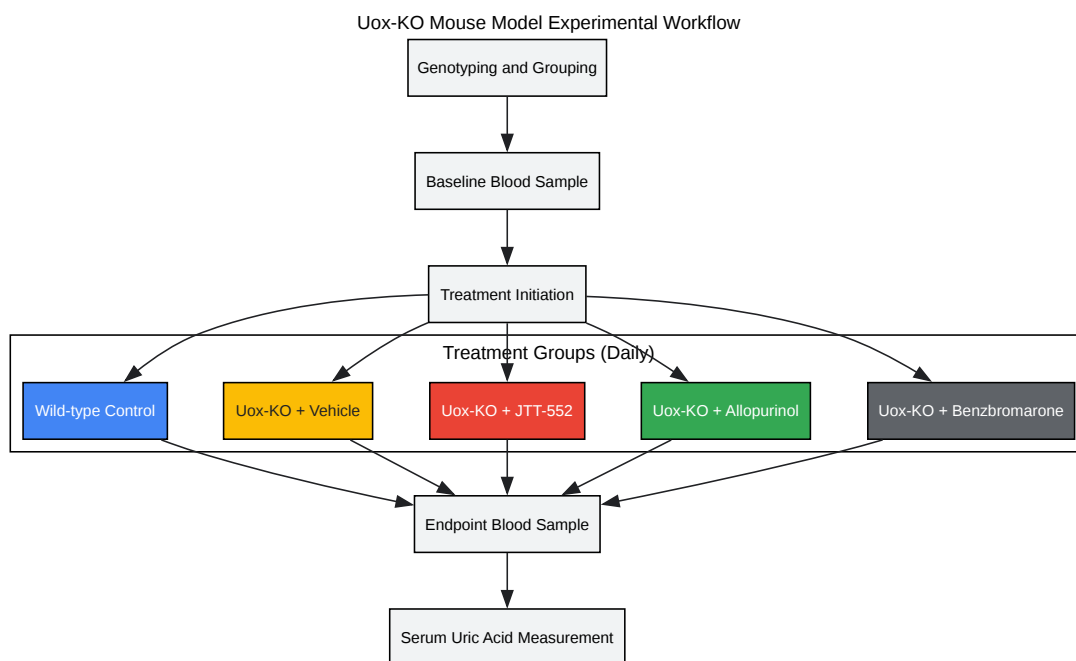 Uox-KO Mouse Model Experimental Workflow
Genotyping and Grouping
Baseline Blood Sample
Treatment Initiation
Treatment Groups (Daily)
Wild-type Control
Uox-KO + Vehicle
Uox-KO + JTT-552
Uox-KO + Allopurinol
Uox-KO + Benzbromarone
Endpoint Blood Sample
Serum Uric Acid Measurement